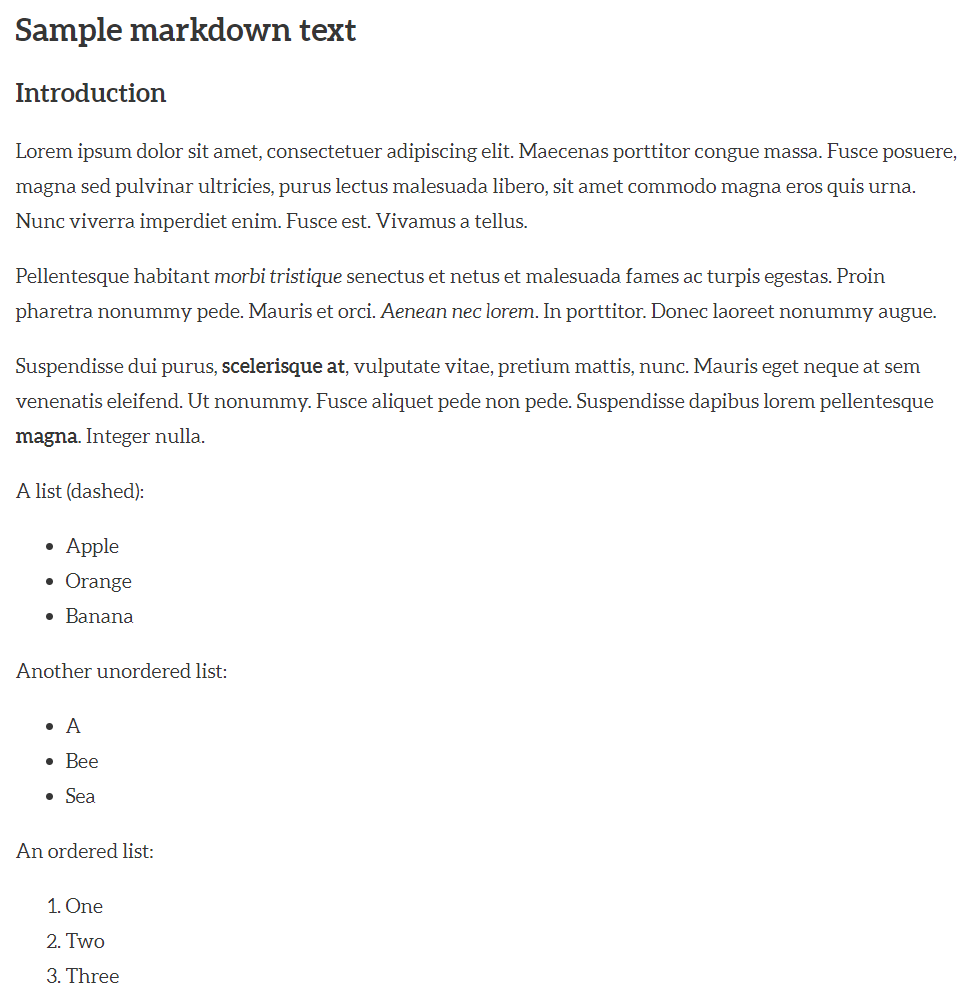 Sample markdown text
Introduction
Lorem ipsum dolor sit amet, consectetuer adipiscing elit. Maecenas porttitor congue massa. Fusce posuere,
magna sed pulvinar ultricies, purus lectus malesuada libero, sit amet commodo magna eros quis urna.
Nunc viverra imperdiet enim. Fusce est. Vivamus a tellus.
Pellentesque habitant morbi tristique senectus et netus et malesuada fames ac turpis egestas. Proin
pharetra nonummy pede. Mauris et orci. Aenean nec lorem. In porttitor. Donec laoreet nonummy augue.
Suspendisse dui purus, scelerisque at, vulputate vitae, pretium mattis, nunc. Mauris eget neque at sem
venenatis eleifend. Ut nonummy. Fusce aliquet pede non pede. Suspendisse dapibus lorem pellentesque
magna. Integer nulla.
A list (dashed):
• Apple
• Orange
• Banana
Another unordered list:
• A
• Bee
• Sea
An ordered list:
1. One
2. Two
3. Three